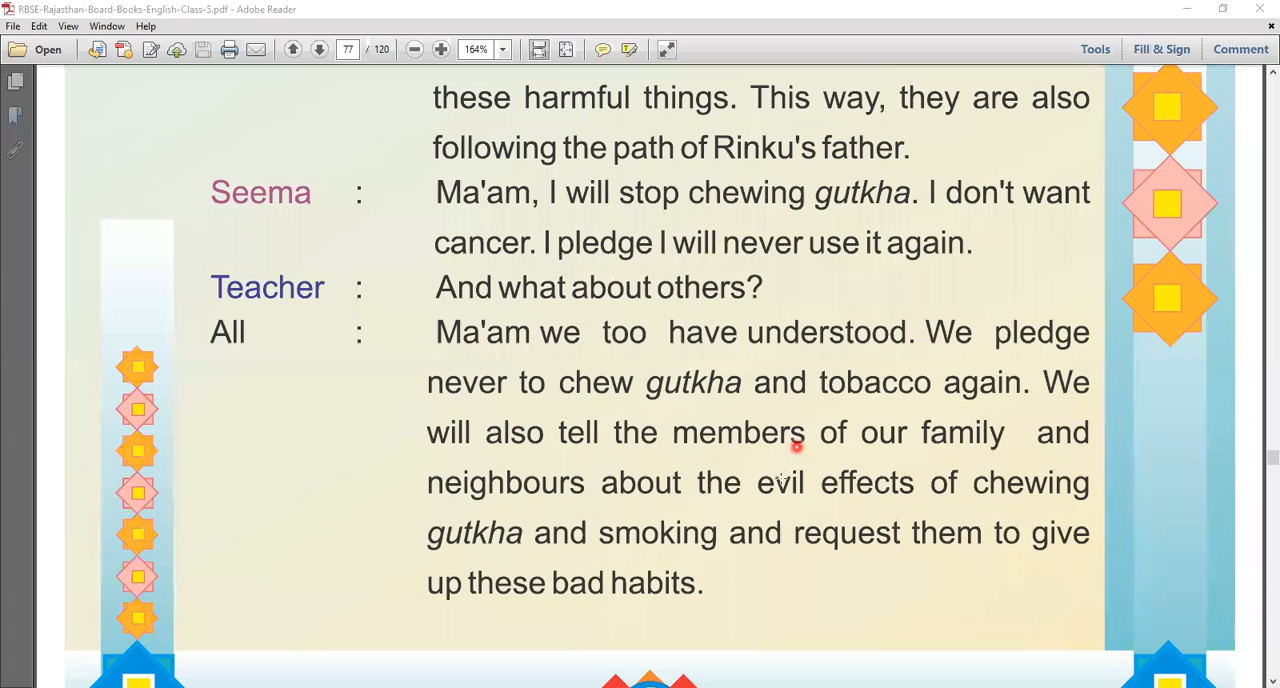 RBSE-Rajasthan-Board-Books-English-Class-5.pdf - Adobe Reader
File Edit View Window Help
Open 77 / 120 164% Tools Fill & Sign Comment
these harmful things. This way, they are also
following the path of Rinku's father.
Seema : Ma'am, I will stop chewing gutkha. I don't want
cancer. I pledge I will never use it again.
Teacher : And what about others?
All : Ma'am we too have understood. We pledge
never to chew gutkha and tobacco again. We
will also tell the members of our family and
neighbours about the evil effects of chewing
gutkha and smoking and request them to give
up these bad habits.